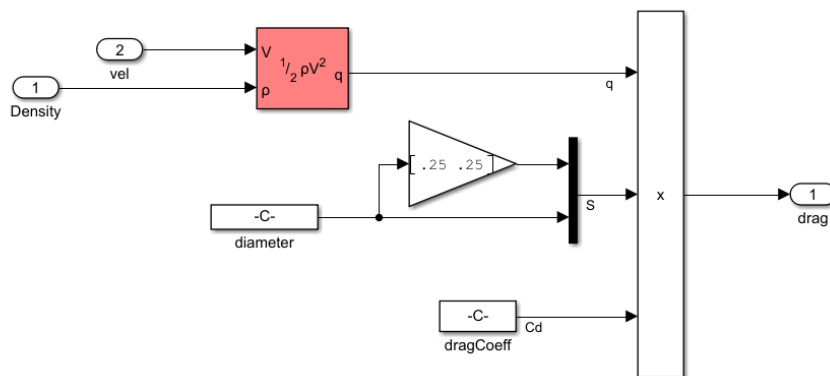 2
vel
1
Density
V
ρ
1/2 ρV²
q
q
[ .25 .25 ]
-C-
diameter
S
x
1
drag
-C-
Cd
dragCoeff